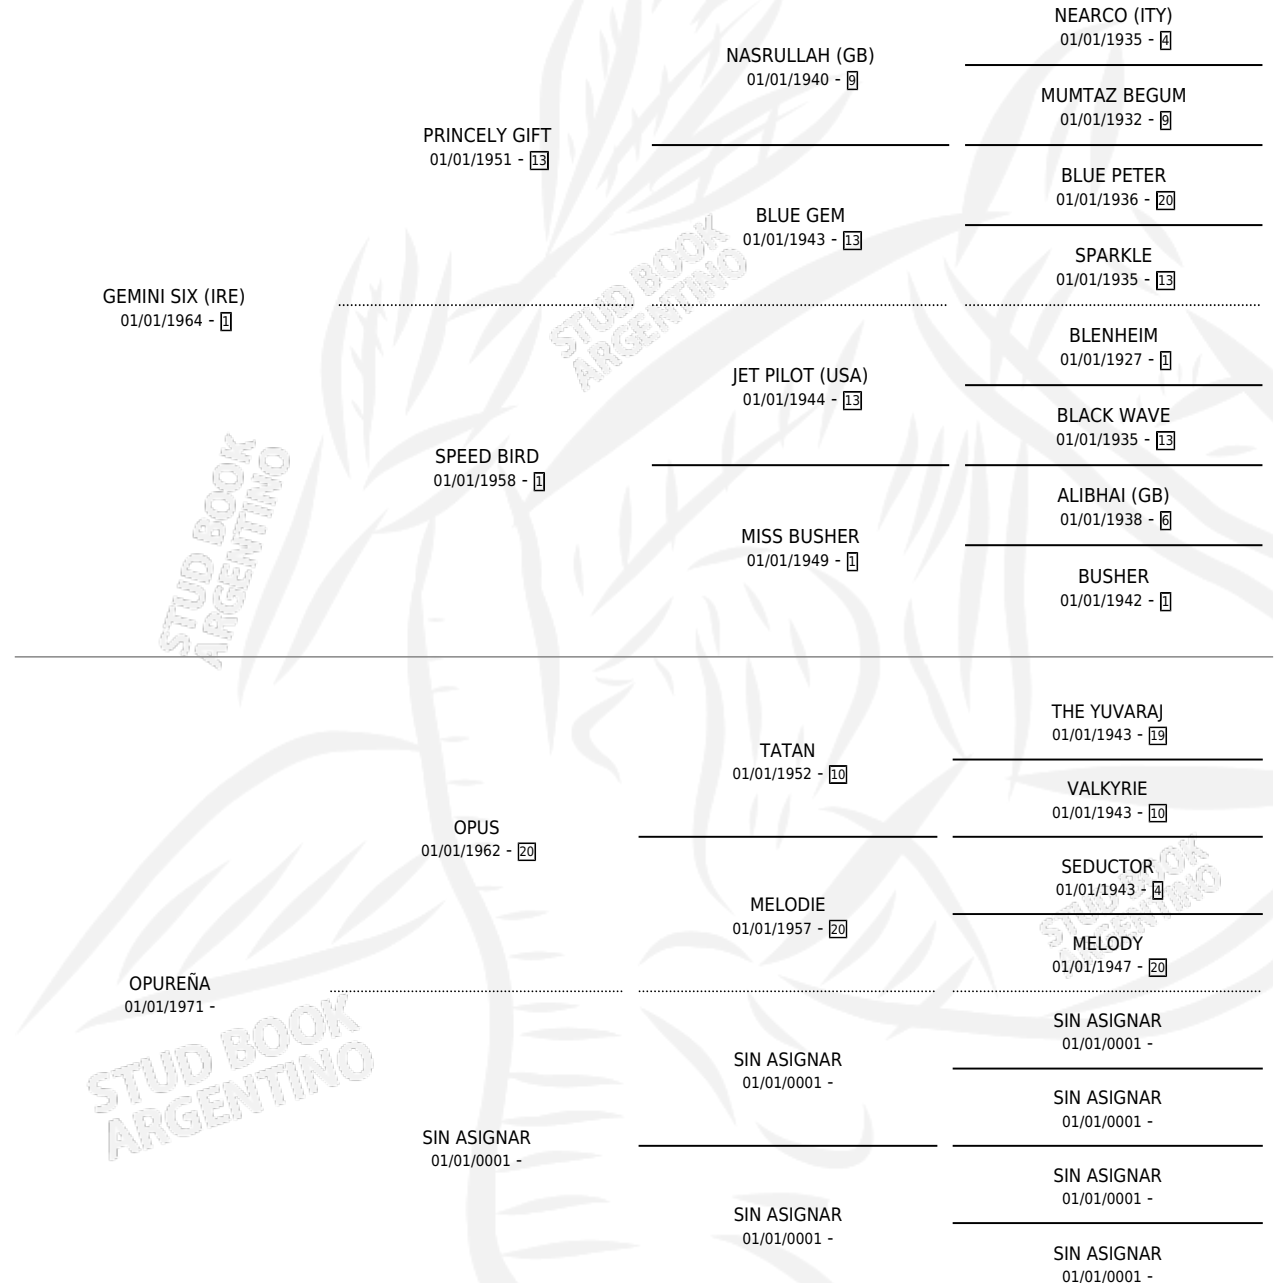 NEARCO (ITY)
01/01/1935 - 4
NASRULLAH (GB)
01/01/1940 - 9
MUMTAZ BEGUM
01/01/1932 - 9
PRINCELY GIFT
01/01/1951 - 13
BLUE PETER
01/01/1936 - 20
BLUE GEM
01/01/1943 - 13
SPARKLE
01/01/1935 - 13
GEMINI SIX (IRE)
01/01/1964 - 1
STUD BOOK
ARGENTINO
BLENHEIM
01/01/1927 - 1
JET PILOT (USA)
01/01/1944 - 13
BLACK WAVE
01/01/1935 - 13
SPEED BIRD
01/01/1958 - 1
ALIBHAI (GB)
01/01/1938 - 6
MISS BUSHER
01/01/1949 - 1
BUSHER
01/01/1942 - 1
STUD BOOK
ARGENTINO
THE YUVARAJ
01/01/1943 - 19
TATAN
01/01/1952 - 10
VALKYRIE
01/01/1943 - 10
OPUS
01/01/1962 - 20
SEDUCTOR
01/01/1943 - 4
MELODIE
01/01/1957 - 20
STUD BOOK
ARGENTINO
MELODY
01/01/1947 - 20
OPUREÑA
01/01/1971 -
SIN ASIGNAR
01/01/0001 -
SIN ASIGNAR
01/01/0001 -
STUD BOOK
ARGENTINO
SIN ASIGNAR
01/01/0001 -
SIN ASIGNAR
01/01/0001 -
SIN ASIGNAR
01/01/0001 -
SIN ASIGNAR
01/01/0001 -
SIN ASIGNAR
01/01/0001 -